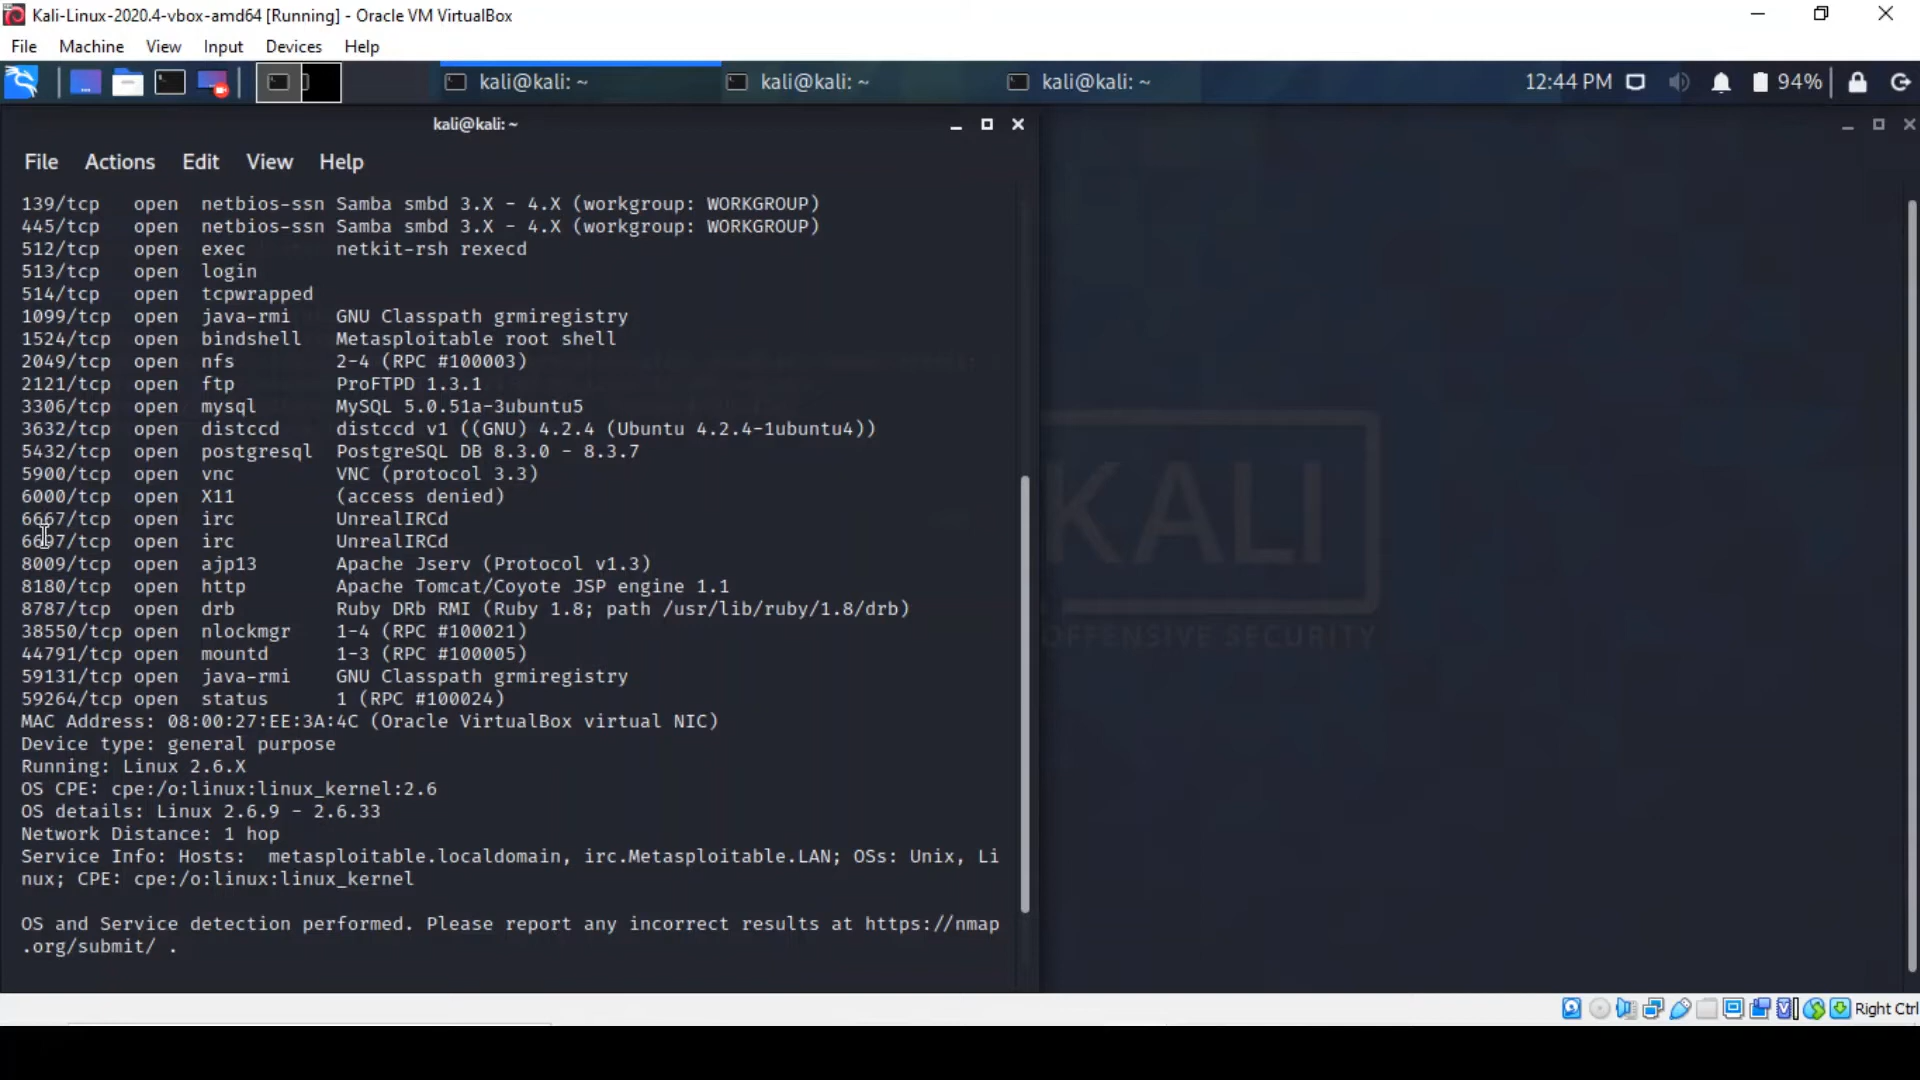 Kali-Linux-2020.4-vbox-amd64 [Running] - Oracle VM VirtualBox
File Machine View Input Devices Help
kali@kali: ~ kali@kali: ~ kali@kali: ~ 12:44 PM 94%
kali@kali: ~
File Actions Edit View Help
139/tcp open netbios-ssn Samba smbd 3.X - 4.X (workgroup: WORKGROUP)
445/tcp open netbios-ssn Samba smbd 3.X - 4.X (workgroup: WORKGROUP)
512/tcp open exec netkit-rsh rexecd
513/tcp open login
514/tcp open tcpwrapped
1099/tcp open java-rmi GNU Classpath grmiregistry
1524/tcp open bindshell Metasploitable root shell
2049/tcp open nfs 2-4 (RPC #100003)
2121/tcp open ftp ProFTPD 1.3.1
3306/tcp open mysql MySQL 5.0.51a-3ubuntu5
3632/tcp open distccd distccd v1 ((GNU) 4.2.4 (Ubuntu 4.2.4-1ubuntu4))
5432/tcp open postgresql PostgreSQL DB 8.3.0 - 8.3.7
5900/tcp open vnc VNC (protocol 3.3)
6000/tcp open X11 (access denied)
6667/tcp open irc UnrealIRCd
6697/tcp open irc UnrealIRCd
8009/tcp open ajp13 Apache Jserv (Protocol v1.3)
8180/tcp open http Apache Tomcat/Coyote JSP engine 1.1
8787/tcp open drb Ruby DRb RMI (Ruby 1.8; path /usr/lib/ruby/1.8/drb)
38550/tcp open nlockmgr 1-4 (RPC #100021)
44791/tcp open mountd 1-3 (RPC #100005)
59131/tcp open java-rmi GNU Classpath grmiregistry
59264/tcp open status 1 (RPC #100024)
MAC Address: 08:00:27:EE:3A:4C (Oracle VirtualBox virtual NIC)
Device type: general purpose
Running: Linux 2.6.X
OS CPE: cpe:/o:linux:linux_kernel:2.6
OS details: Linux 2.6.9 - 2.6.33
Network Distance: 1 hop
Service Info: Hosts:  metasploitable.localdomain, irc.Metasploitable.LAN; OSs: Unix, Li
nux; CPE: cpe:/o:linux:linux_kernel
OS and Service detection performed. Please report any incorrect results at https://nmap
.org/submit/ .
KALI
OFFENSIVE SECURITY
Right Ctrl